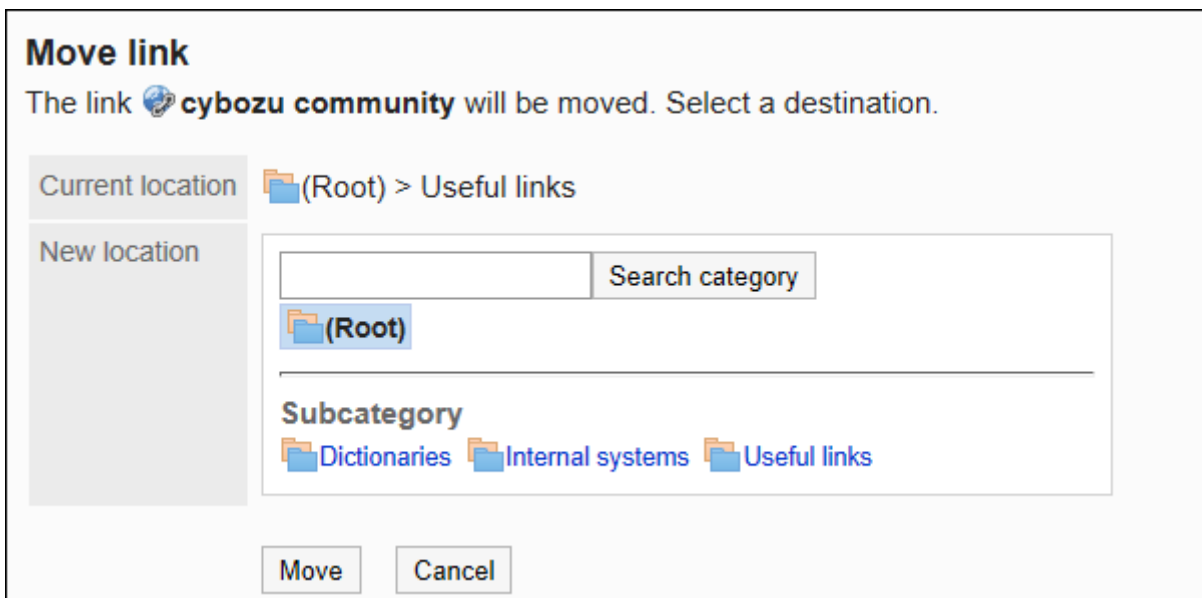 Move link
The link cybozu community will be moved. Select a destination.
Current location (Root) > Useful links
New location
Search category
(Root)
Subcategory
Dictionaries Internal systems Useful links
Move Cancel